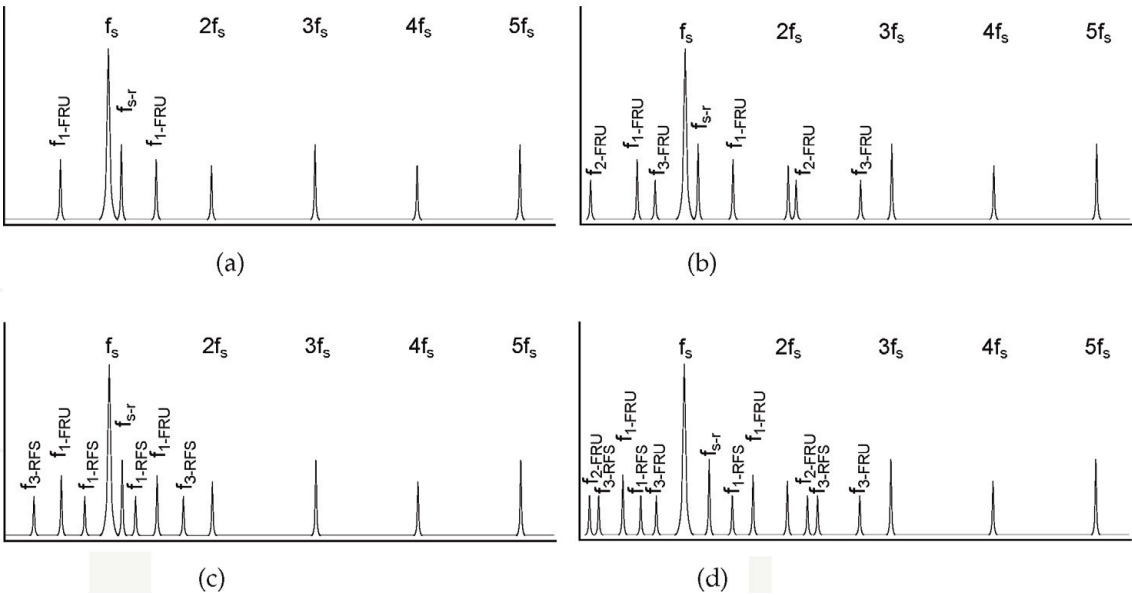 fs 2fs 3fs 4fs 5fs
f1-FRU fs-r f1-FRU
(a)
fs 2fs 3fs 4fs 5fs
f2-FRU f1-FRU f3-FRU fs-r f1-FRU f2-FRU f3-FRU
(b)
fs 2fs 3fs 4fs 5fs
f3-RFS f1-FRU f1-RFS fs-r f1-RFS f1-FRU f3-RFS
(c)
fs 2fs 3fs 4fs 5fs
f2-FRU f3-RFS f1-FRU f1-RFS f3-FRU fs-r f1-RFS f1-FRU f2-FRU f3-RFS f3-FRU
(d)